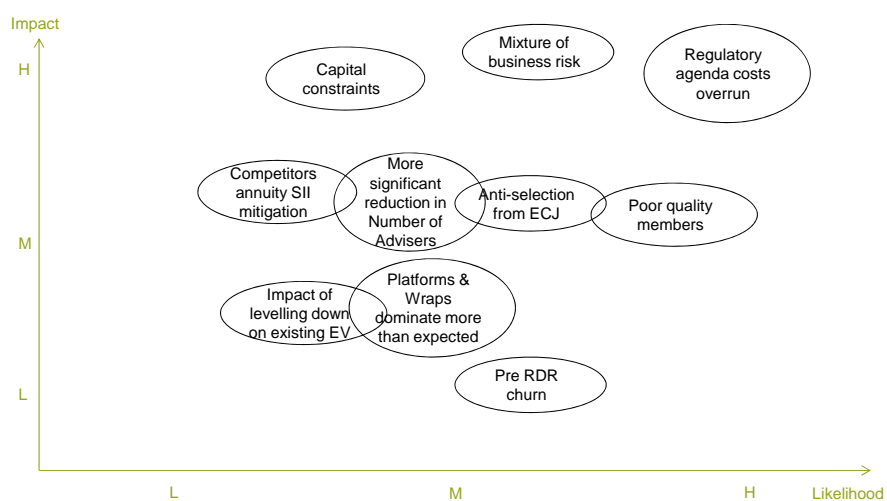 Impact
H
Mixture of
business risk
Regulatory
agenda costs
overrun
Capital
constraints
Competitors
annuity SII
mitigation
More
significant
reduction in
Number of
Advisers
Anti-selection
from ECJ
Poor quality
members
M
Impact of
levelling down
on existing EV
Platforms &
Wraps
dominate more
than expected
Pre RDR
churn
L
L
M
H
Likelihood